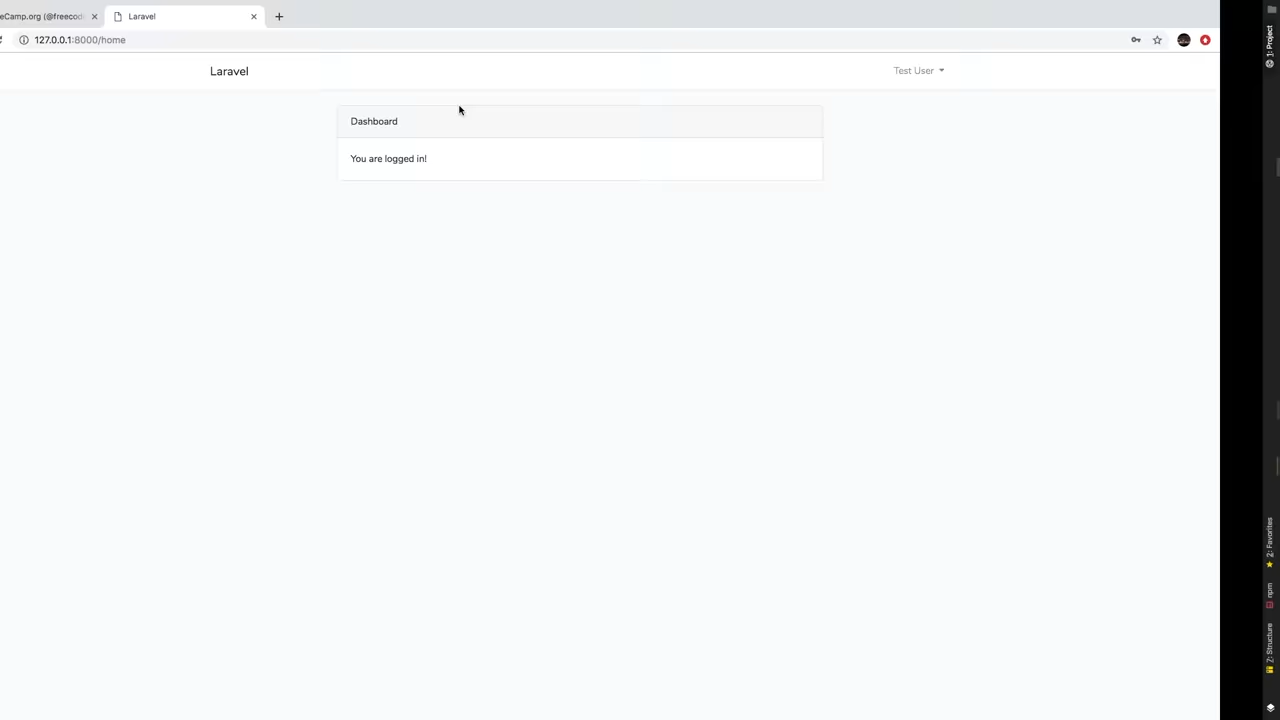 eCamp.org (@freecod
Laravel
127.0.0.1:8000/home
Laravel
Test User
Dashboard
You are logged in!
1: Project
2: Favorites
npm
7: Structure